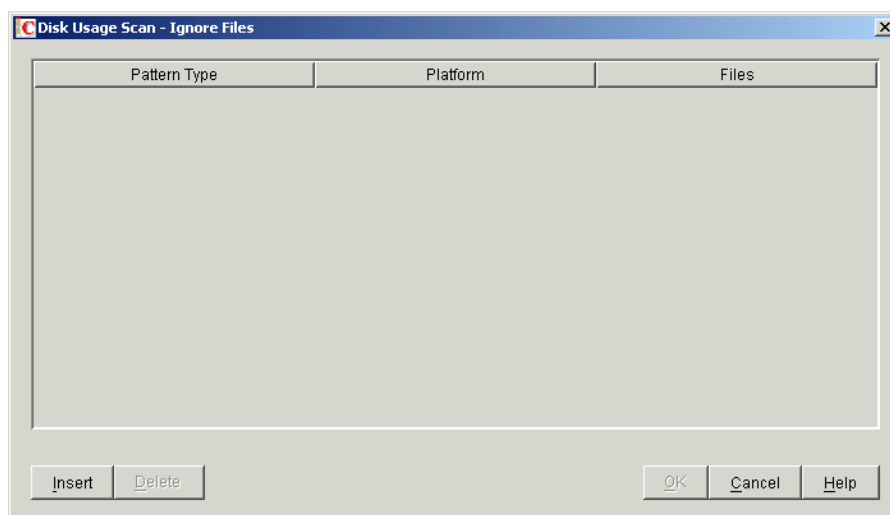 C Disk Usage Scan - Ignore Files
Pattern Type Platform Files
Insert Delete OK Cancel Help